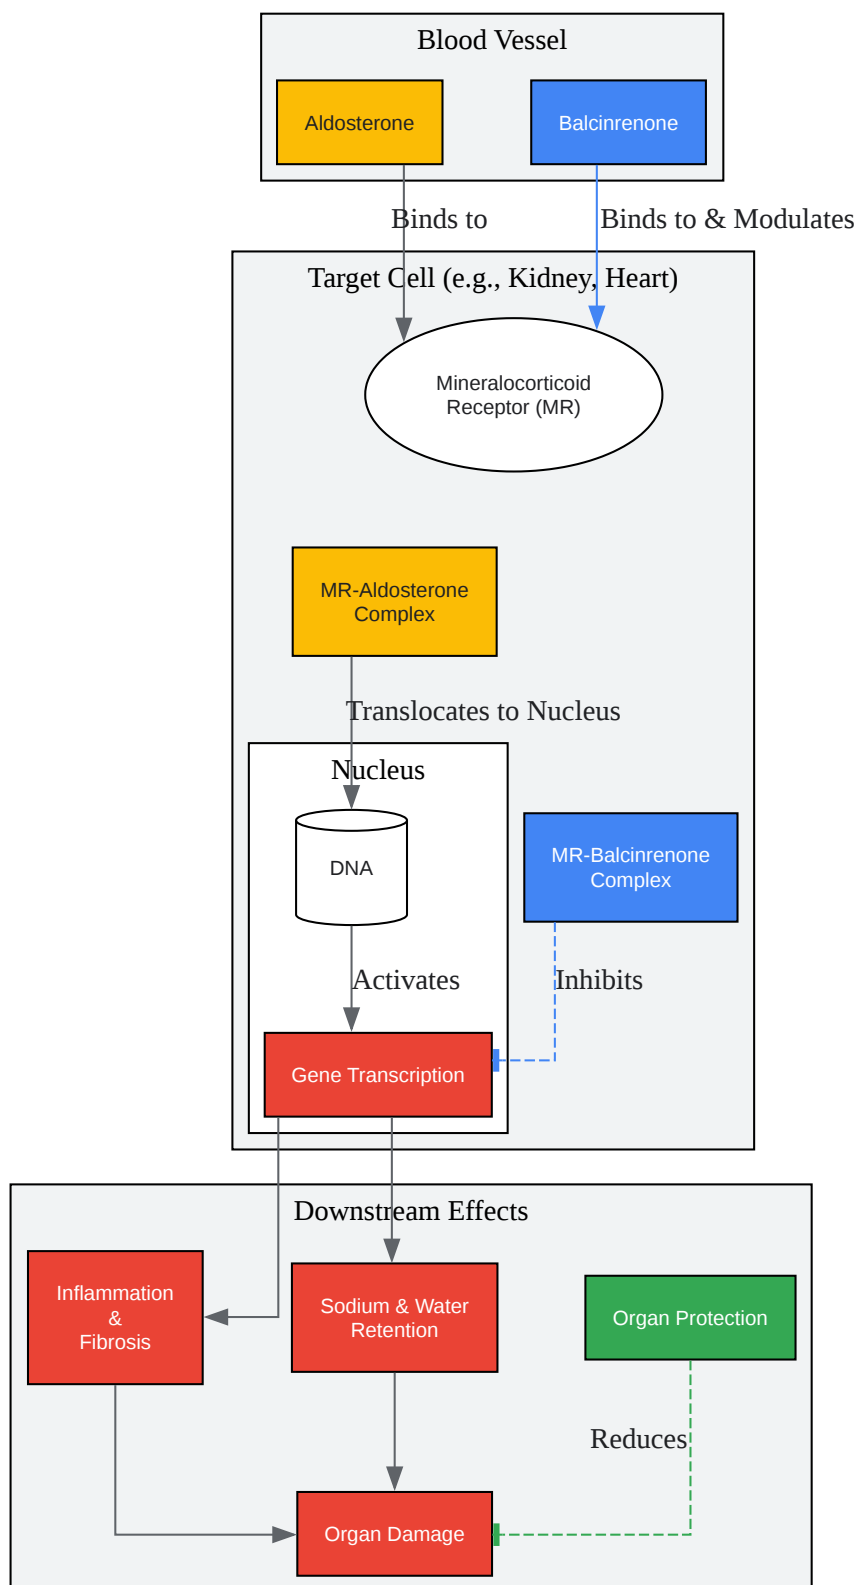 Blood Vessel
Aldosterone
Balcinrenone
Binds to
Binds to & Modulates
Target Cell (e.g., Kidney, Heart)
Mineralocorticoid
Receptor (MR)
MR-Aldosterone
Complex
Translocates to Nucleus
Nucleus
DNA
MR-Balcinrenone
Complex
Activates
Inhibits
Gene Transcription
Downstream Effects
Inflammation
&
Fibrosis
Sodium & Water
Retention
Organ Protection
Reduces
Organ Damage